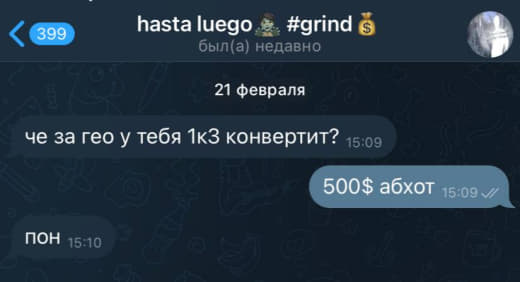 399
hasta luego🧟 #grind💰
был(а) недавно
21 февраля
че за гео у тебя 1к3 конвертит? 15:09
500$ абхот 15:09
пон 15:10